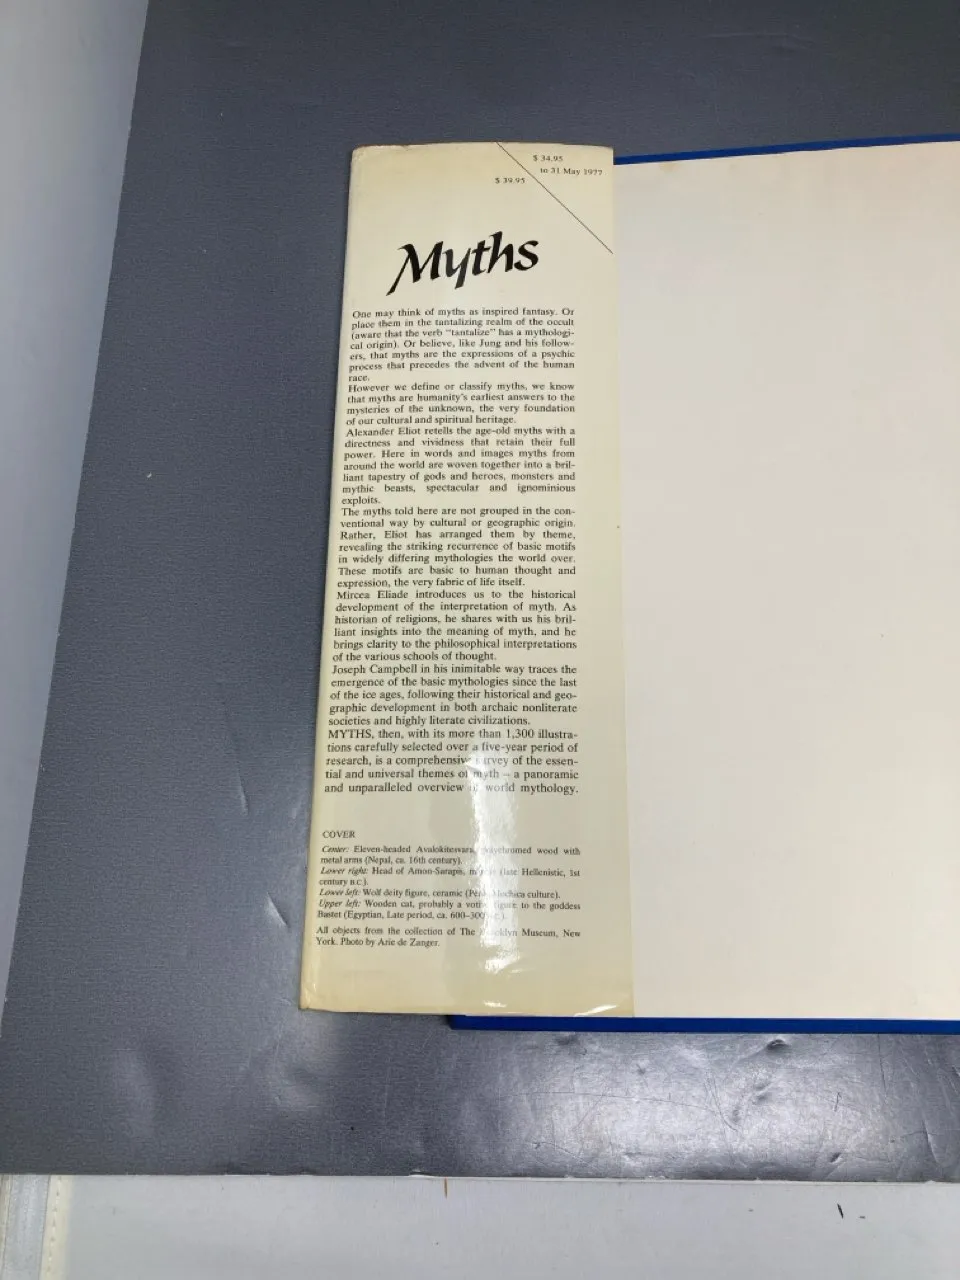 $ 34.95
to 31 May 1977
$ 39.95
Myths
One may think of myths as inspired fantasy. Or
place them in the tantalizing realm of the occult
(aware that the verb "tantalize" has a mythologi-
cal origin). Or believe, like Jung and his follow-
ers, that myths are the expressions of a psychic
process that precedes the advent of the human
race.
However we define or classify myths, we know
that myths are humanity's earliest answers to the
mysteries of the unknown, the very foundation
of our cultural and spiritual heritage.
Alexander Eliot retells the age-old myths with a
directness and vividness that retain their full
power. Here in words and images myths from
around the world are woven together into a bril-
liant tapestry of gods and heroes, monsters and
mythic beasts, spectacular and ignominious
exploits.
The myths told here are not grouped in the con-
ventional way by cultural or geographic origin.
Rather, Eliot has arranged them by theme,
revealing the striking recurrence of basic motifs
in widely differing mythologies the world over.
These motifs are basic to human thought and
expression, the very fabric of life itself.
Mircea Eliade introduces us to the historical
development of the interpretation of myth. As
historian of religions, he shares with us his bril-
liant insights into the meaning of myth, and he
brings clarity to the philosophical interpretations
of the various schools of thought.
Joseph Campbell in his inimitable way traces the
emergence of the basic mythologies since the last
of the ice ages, following their historical and geo-
graphic development in both archaic nonliterate
societies and highly literate civilizations.
MYTHS, then, with its more than 1,300 illustra-
tions carefully selected over a five-year period of
research, is a comprehensive survey of the essen-
tial and universal themes of myth – a panoramic
and unparalleled overview of world mythology.
COVER
Center: Eleven-headed Avalokitesvara, polychromed wood with
metal arms (Nepal, ca. 16th century).
Lower right: Head of Amon-Sarapis, (late Hellenistic, 1st
century B.C.).
Lower left: Wolf deity figure, ceramic (Peru, Mochica culture).
Upper left: Wooden cat, probably a votive figure to the goddess
Bastet (Egyptian, Late period, ca. 600–300 B.C.).
All objects from the collection of The Brooklyn Museum, New
York. Photo by Arie de Zanger.